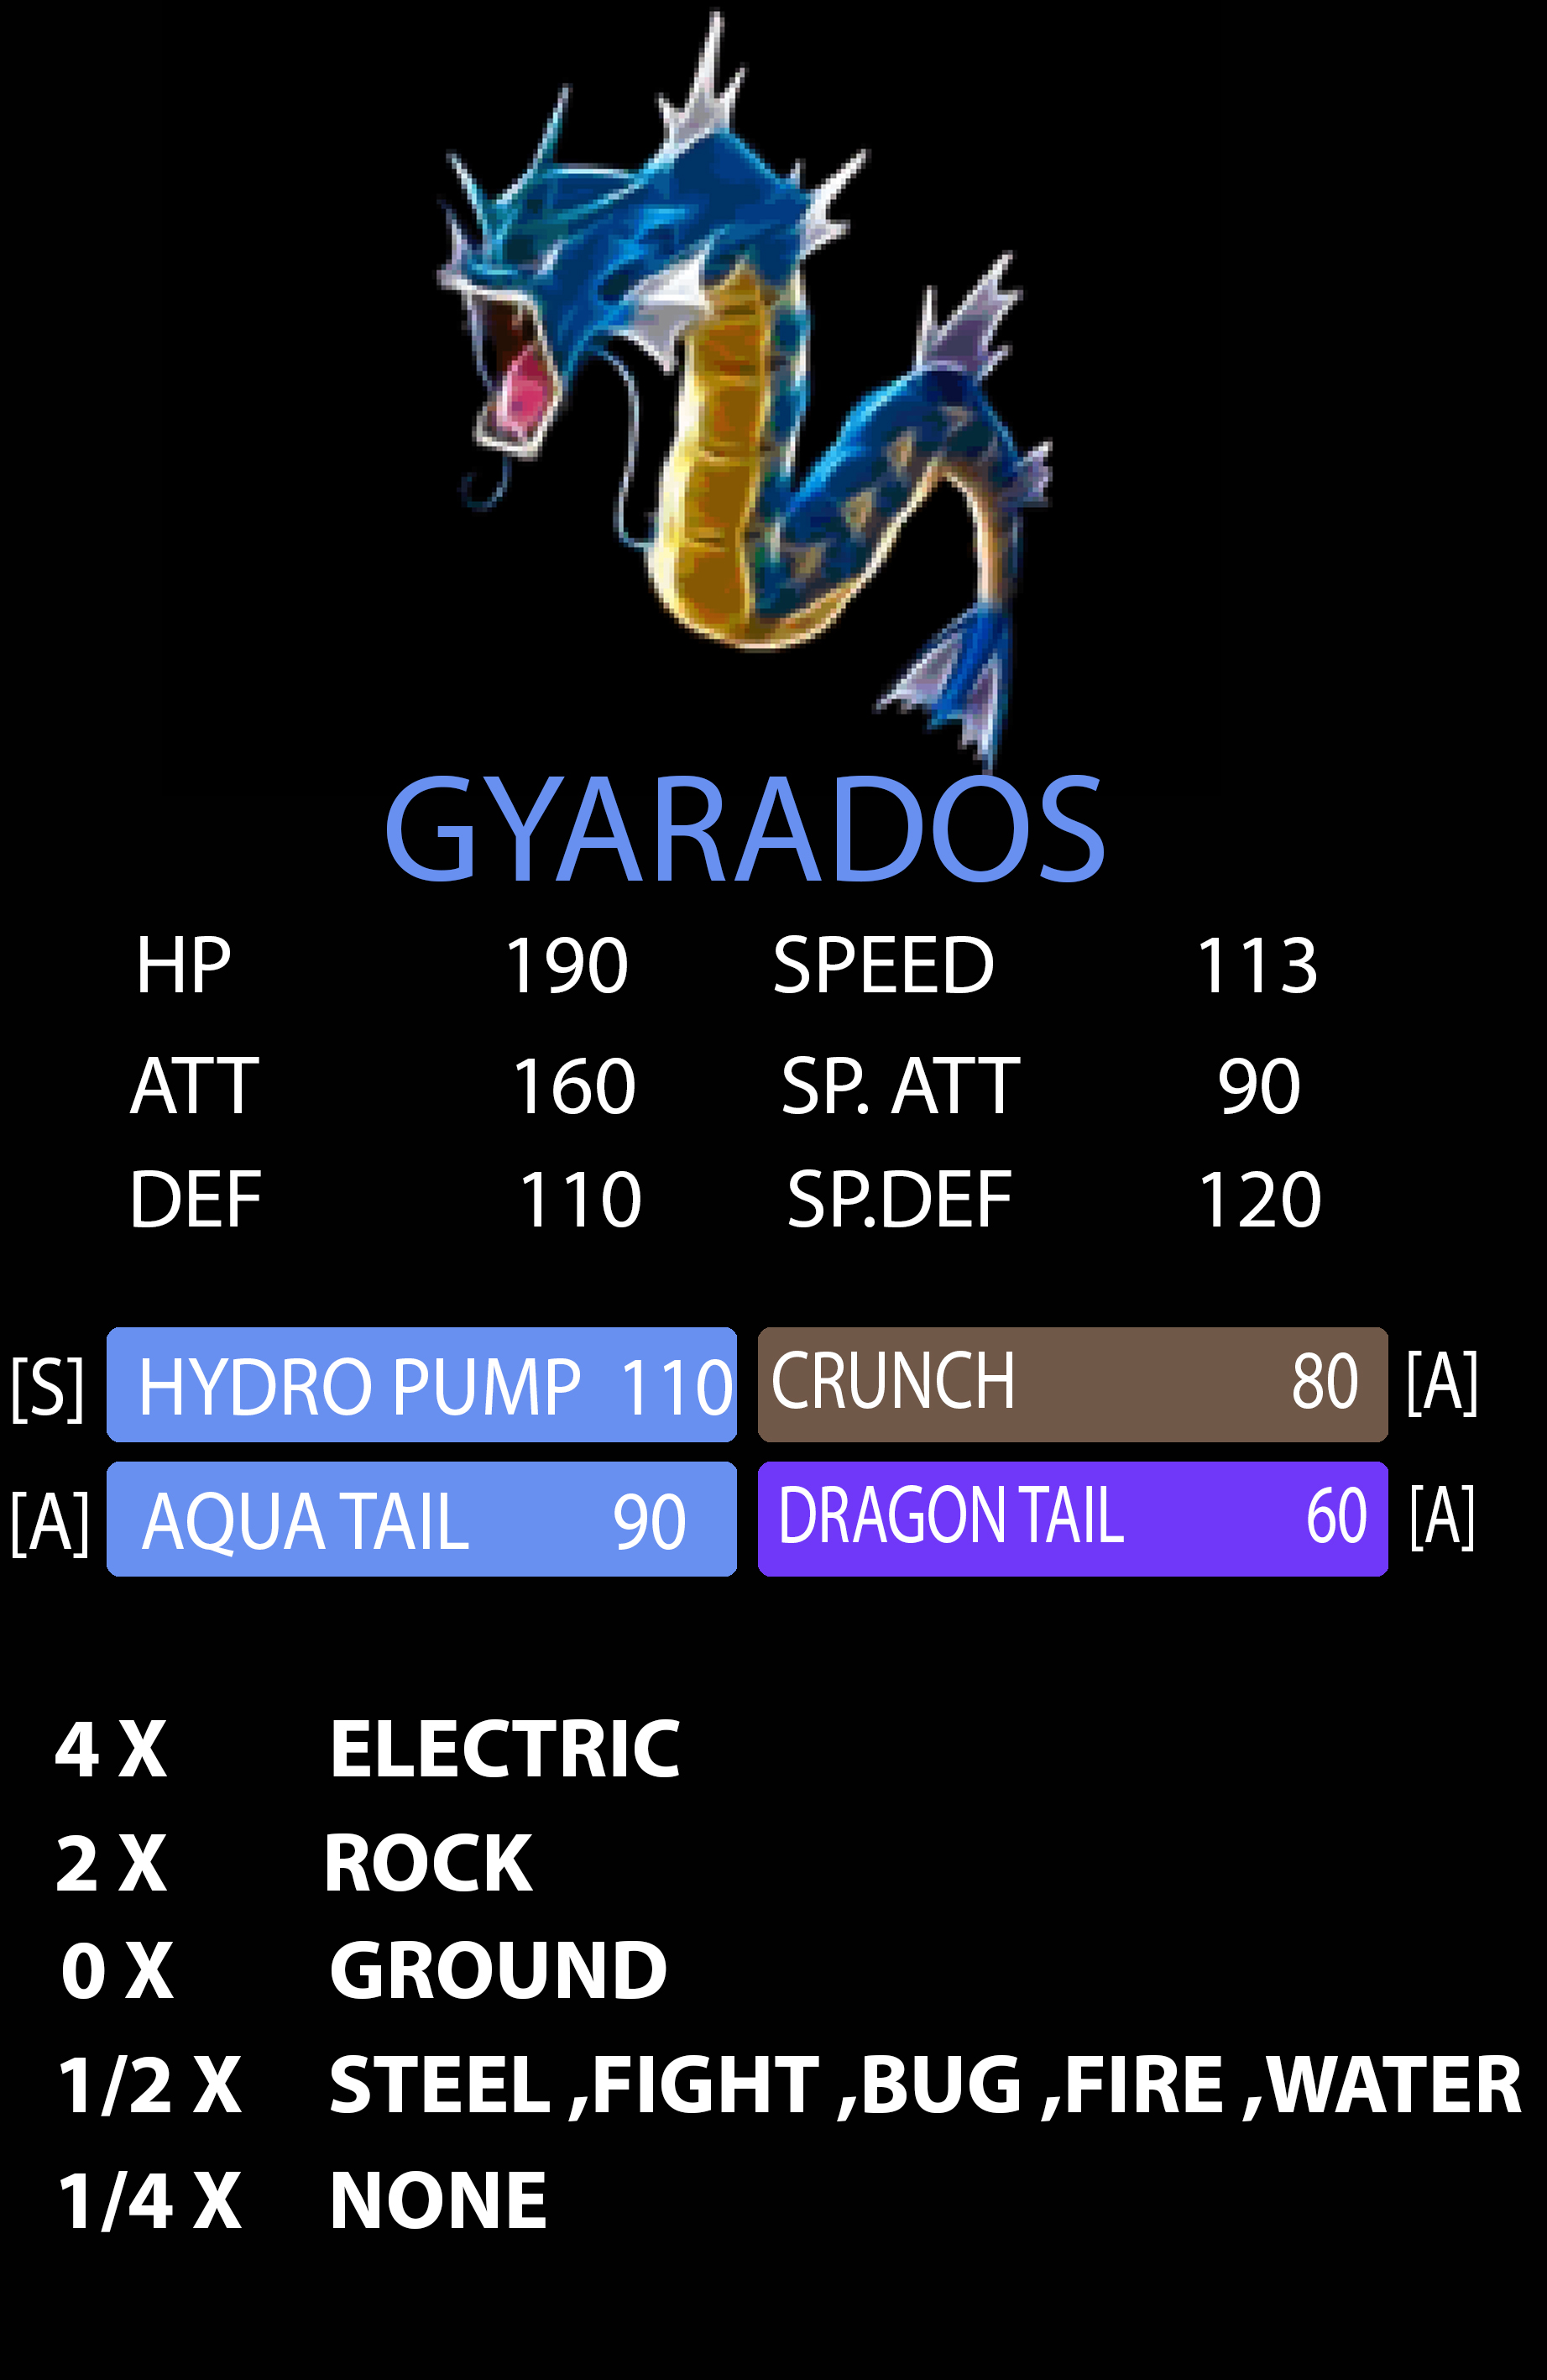 GYARADOS
HP 190 SPEED 113
ATT 160 SP. ATT 90
DEF 110 SP.DEF 120
[S] HYDRO PUMP 110 CRUNCH 80 [A]
[A] AQUA TAIL 90 DRAGON TAIL 60 [A]
4 X ELECTRIC
2 X ROCK
0 X GROUND
1/2 X STEEL ,FIGHT ,BUG ,FIRE ,WATER
1/4 X NONE